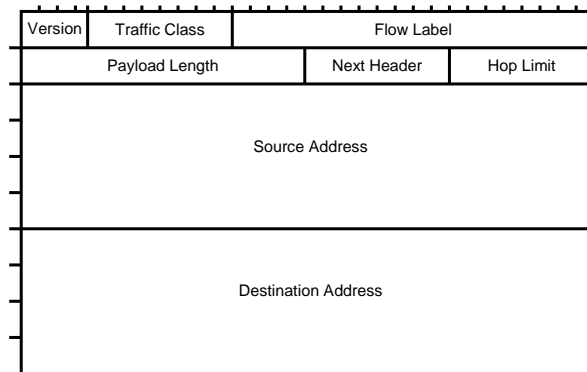 Version Traffic Class Flow Label
Payload Length Next Header Hop Limit
Source Address
Destination Address